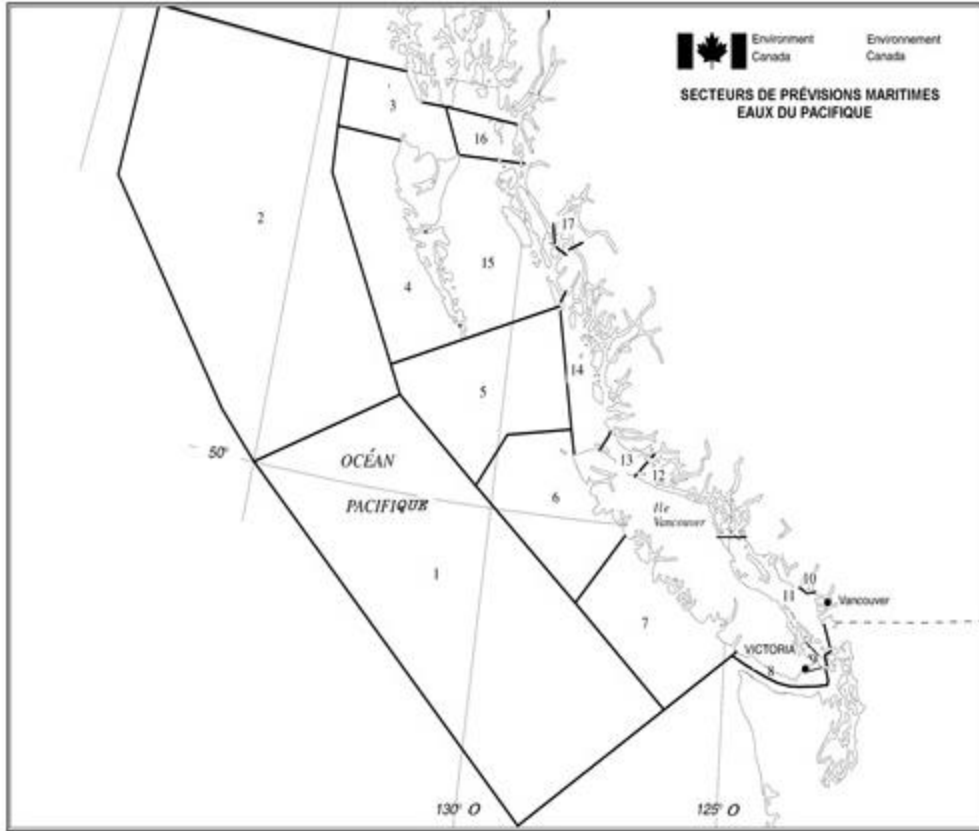 Environment
Canada
Environnement
Canada
SECTEURS DE PRÉVISIONS MARITIMES
EAUX DU PACIFIQUE
3
16
2
17
15
4
14
5
50°
OCÉAN
PACIFIQUE
13
12
6
Ile
Vancouver
1
10
11
Vancouver
7
VICTORIA
9
8
130° O
125° O